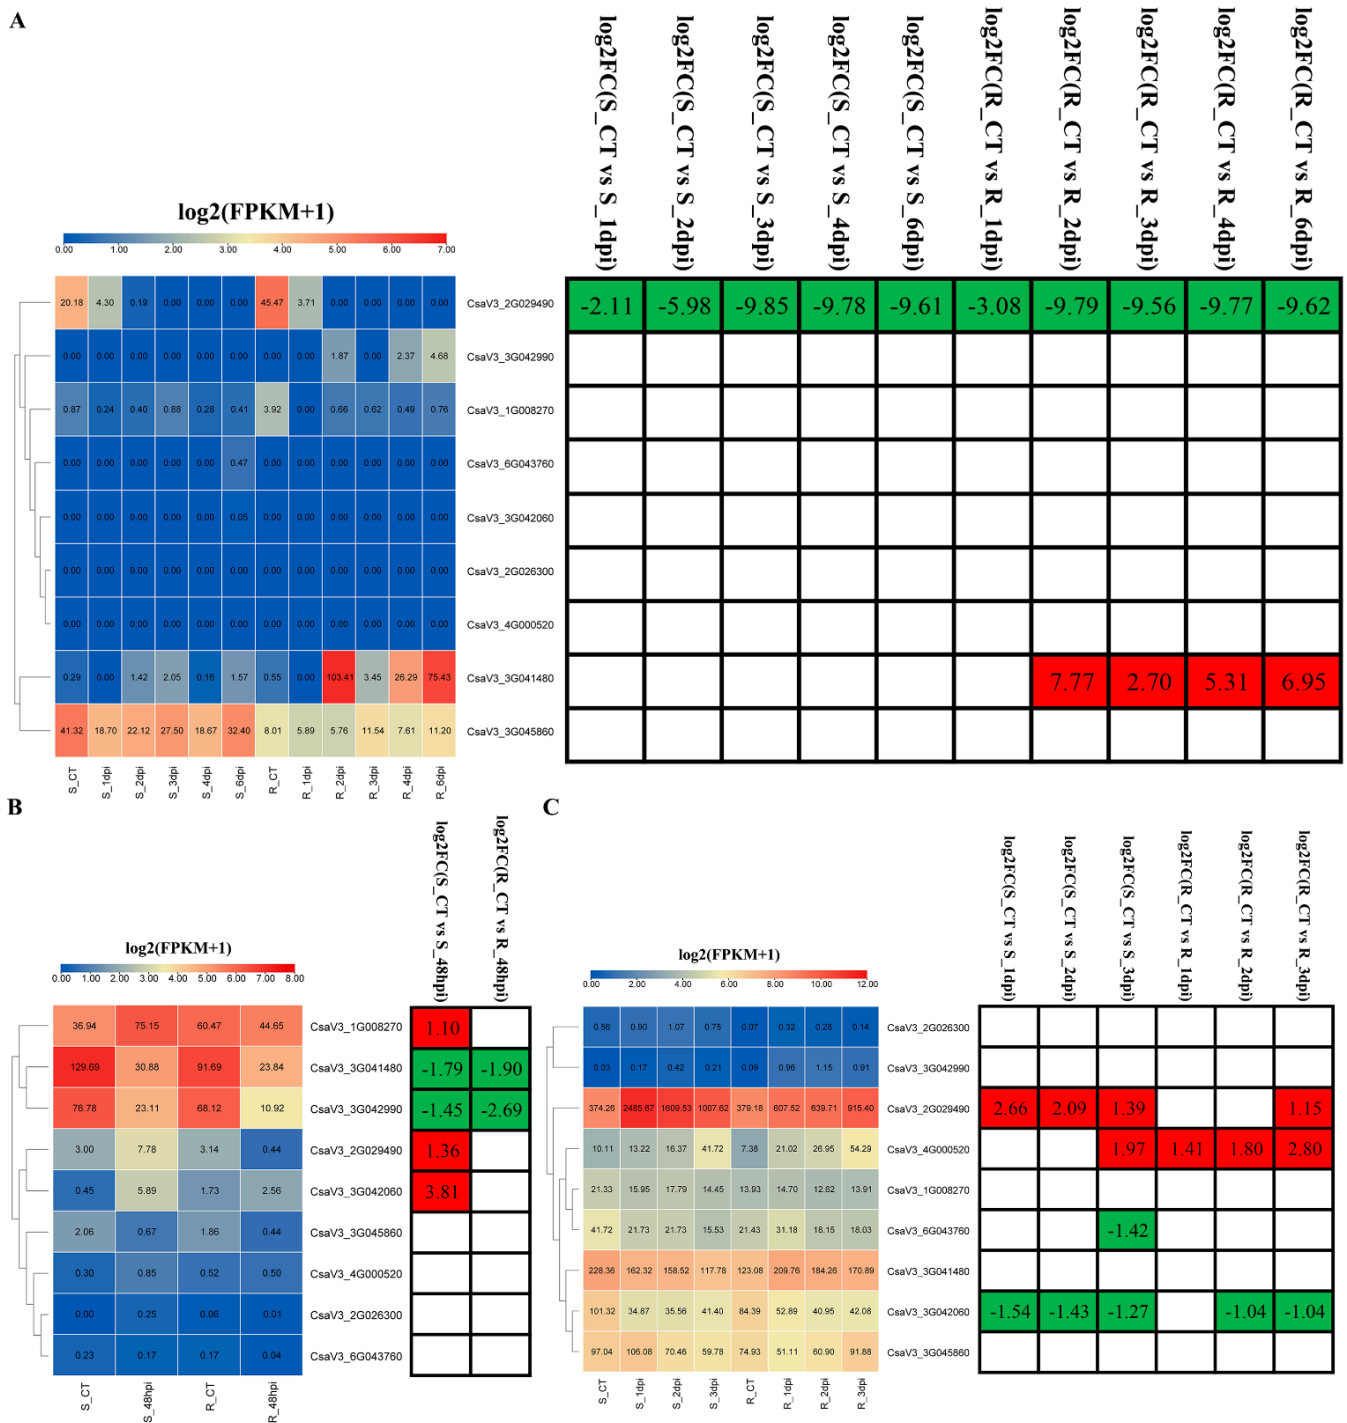 A
log2FC(S_CT vs S_1dpi)
log2FC(S_CT vs S_2dpi)
log2FC(S_CT vs S_3dpi)
log2FC(S_CT vs S_4dpi)
log2FC(S_CT vs S_6dpi)
log2FC(R_CT vs R_1dpi)
log2FC(R_CT vs R_2dpi)
log2FC(R_CT vs R_3dpi)
log2FC(R_CT vs R_4dpi)
log2FC(R_CT vs R_6dpi)
log2(FPKM+1)
0.00 1.00 2.00 3.00 4.00 5.00 6.00 7.00
20.18 4.30 0.19 0.00 0.00 0.00 45.47 3.71 0.00 0.00 0.00 0.00 CsaV3_2G029490 -2.11 -5.98 -9.85 -9.78 -9.61 -3.08 -9.79 -9.56 -9.77 -9.62
0.00 0.00 0.00 0.00 0.00 0.00 0.00 0.00 1.87 0.00 2.37 4.68 CsaV3_3G042990
0.87 0.24 0.40 0.88 0.28 0.41 3.92 0.00 0.66 0.62 0.49 0.76 CsaV3_1G008270
0.00 0.00 0.00 0.00 0.00 0.47 0.00 0.00 0.00 0.00 0.00 0.00 CsaV3_6G043760
0.00 0.00 0.00 0.00 0.00 0.05 0.00 0.00 0.00 0.00 0.00 0.00 CsaV3_3G042060
0.00 0.00 0.00 0.00 0.00 0.00 0.00 0.00 0.00 0.00 0.00 0.00 CsaV3_2G026300
0.00 0.00 0.00 0.00 0.00 0.00 0.00 0.00 0.00 0.00 0.00 0.00 CsaV3_4G000520
0.29 0.00 1.42 2.05 0.16 1.57 0.55 0.00 103.41 3.45 26.29 75.43 CsaV3_3G041480 7.77 2.70 5.31 6.95
41.32 18.70 22.12 27.50 18.67 32.40 8.01 5.89 5.76 11.54 7.61 11.20 CsaV3_3G045860
S_CT S_1dpi S_2dpi S_3dpi S_4dpi S_6dpi R_CT R_1dpi R_2dpi R_3dpi R_4dpi R_6dpi
B
log2FC(S_CT vs S_48hpi)
log2FC(R_CT vs R_48hpi)
log2(FPKM+1)
0.00 1.00 2.00 3.00 4.00 5.00 6.00 7.00 8.00
36.94 75.15 60.47 44.65 CsaV3_1G008270 1.10
129.69 30.88 91.69 23.84 CsaV3_3G041480 -1.79 -1.90
76.78 23.11 68.12 10.92 CsaV3_3G042990 -1.45 -2.69
3.00 7.78 3.14 0.44 CsaV3_2G029490 1.36
0.45 5.89 1.73 2.56 CsaV3_3G042060 3.81
2.06 0.67 1.86 0.44 CsaV3_3G045860
0.30 0.85 0.52 0.50 CsaV3_4G000520
0.00 0.25 0.06 0.01 CsaV3_2G026300
0.23 0.17 0.17 0.04 CsaV3_6G043760
S_CT S_48hpi R_CT R_48hpi
C
log2FC(S_CT vs S_1dpi)
log2FC(S_CT vs S_2dpi)
log2FC(S_CT vs S_3dpi)
log2FC(R_CT vs R_1dpi)
log2FC(R_CT vs R_2dpi)
log2FC(R_CT vs R_3dpi)
log2(FPKM+1)
0.00 2.00 4.00 6.00 8.00 10.00 12.00
0.56 0.90 1.07 0.75 0.07 0.32 0.28 0.14 CsaV3_2G026300
0.03 0.17 0.42 0.21 0.09 0.96 1.15 0.91 CsaV3_3G042990
374.26 2485.67 1609.53 1007.62 379.18 607.52 639.71 915.40 CsaV3_2G029490 2.66 2.09 1.39 1.15
10.11 13.22 16.37 41.72 7.38 21.02 26.95 54.29 CsaV3_4G000520 1.97 1.41 1.80 2.80
21.33 15.95 17.79 14.45 13.93 14.70 12.62 13.91 CsaV3_1G008270
41.72 21.73 21.73 15.53 21.43 31.18 18.15 18.03 CsaV3_6G043760 -1.42
228.36 162.32 158.52 117.78 123.08 209.76 184.26 170.89 CsaV3_3G041480
101.32 34.87 35.56 41.40 84.39 52.89 40.95 42.08 CsaV3_3G042060 -1.54 -1.43 -1.27 -1.04 -1.04
97.04 106.08 70.46 59.78 74.93 51.11 60.90 91.88 CsaV3_3G045860
S_CT S_1dpi S_2dpi S_3dpi R_CT R_1dpi R_2dpi R_3dpi